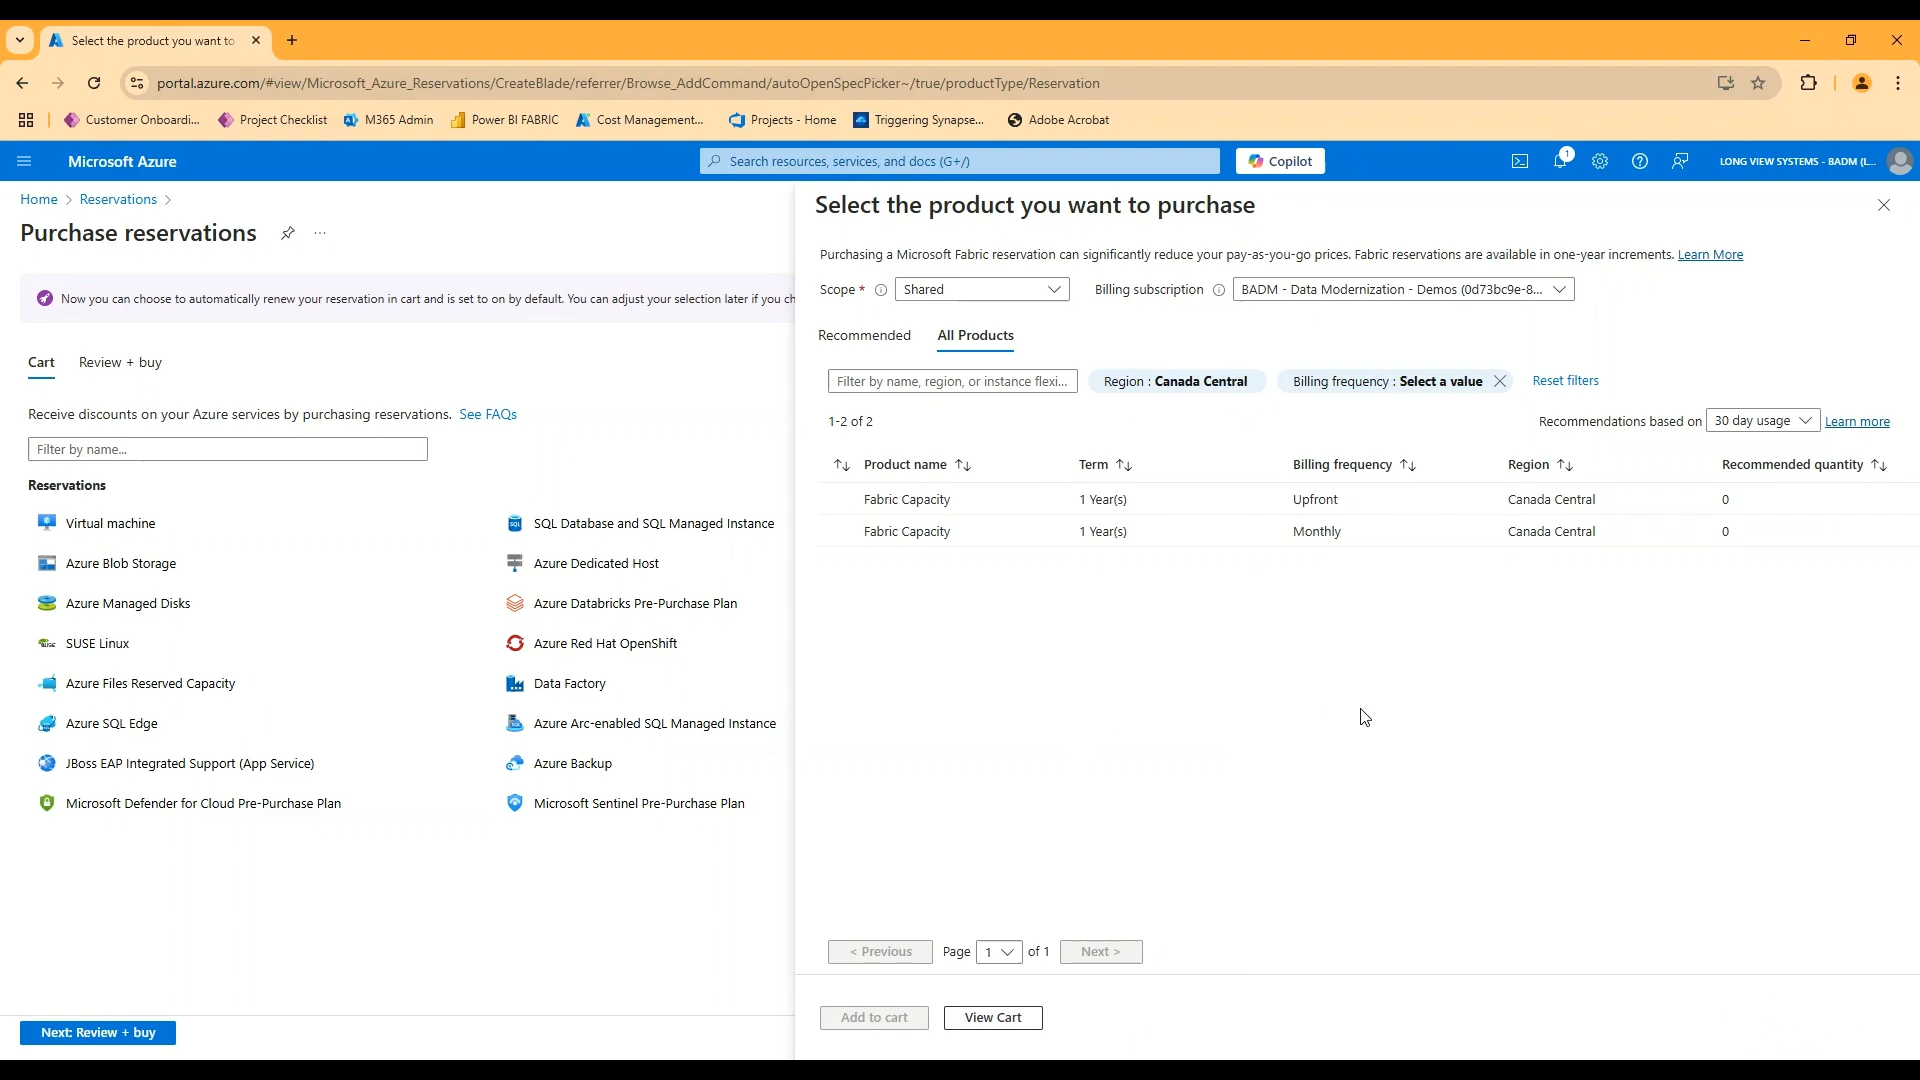 Select the product you want to
portal.azure.com/#view/Microsoft_Azure_Reservations/CreateBlade/referrer/Browse_AddCommand/autoOpenSpecPicker~/true/productType/Reservation
Customer Onboardi... Project Checklist M365 Admin Power BI FABRIC Cost Management... Projects - Home Triggering Synapse... Adobe Acrobat
Microsoft Azure
Search resources, services, and docs (G+/)
Copilot
1
LONG VIEW SYSTEMS - BADM (L...
Home > Reservations >
Purchase reservations
Now you can choose to automatically renew your reservation in cart and is set to on by default. You can adjust your selection later if you ch
Cart Review + buy
Receive discounts on your Azure services by purchasing reservations. See FAQs
Filter by name...
Reservations
Virtual machine SQL Database and SQL Managed Instance
Azure Blob Storage Azure Dedicated Host
Azure Managed Disks Azure Databricks Pre-Purchase Plan
SUSE Linux Azure Red Hat OpenShift
Azure Files Reserved Capacity Data Factory
Azure SQL Edge Azure Arc-enabled SQL Managed Instance
JBoss EAP Integrated Support (App Service) Azure Backup
Microsoft Defender for Cloud Pre-Purchase Plan Microsoft Sentinel Pre-Purchase Plan
Next: Review + buy
Select the product you want to purchase
Purchasing a Microsoft Fabric reservation can significantly reduce your pay-as-you-go prices. Fabric reservations are available in one-year increments. Learn More
Scope * Shared Billing subscription BADM - Data Modernization - Demos (0d73bc9e-8...
Recommended All Products
Filter by name, region, or instance flexi... Region : Canada Central Billing frequency : Select a value Reset filters
1-2 of 2 Recommendations based on 30 day usage Learn more
Product name Term Billing frequency Region Recommended quantity
Fabric Capacity 1 Year(s) Upfront Canada Central 0
Fabric Capacity 1 Year(s) Monthly Canada Central 0
< Previous Page 1 of 1 Next >
Add to cart View Cart